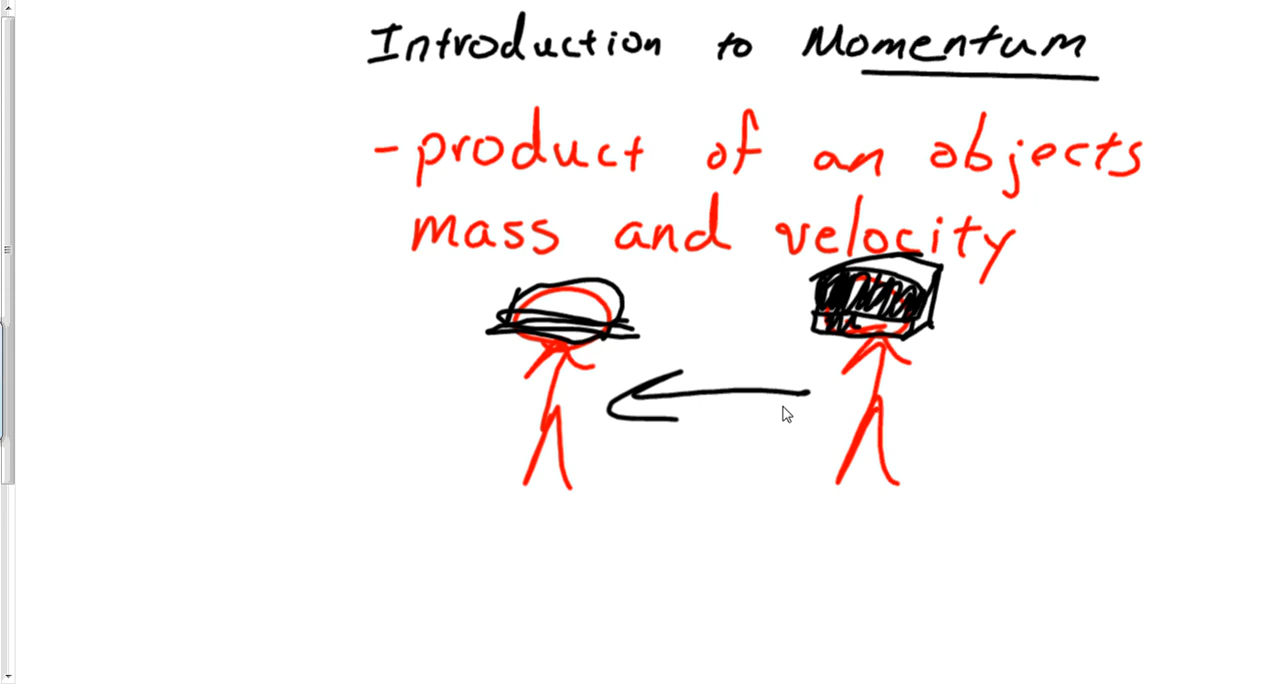 Introduction to Momentum
- product of an objects
mass and velocity